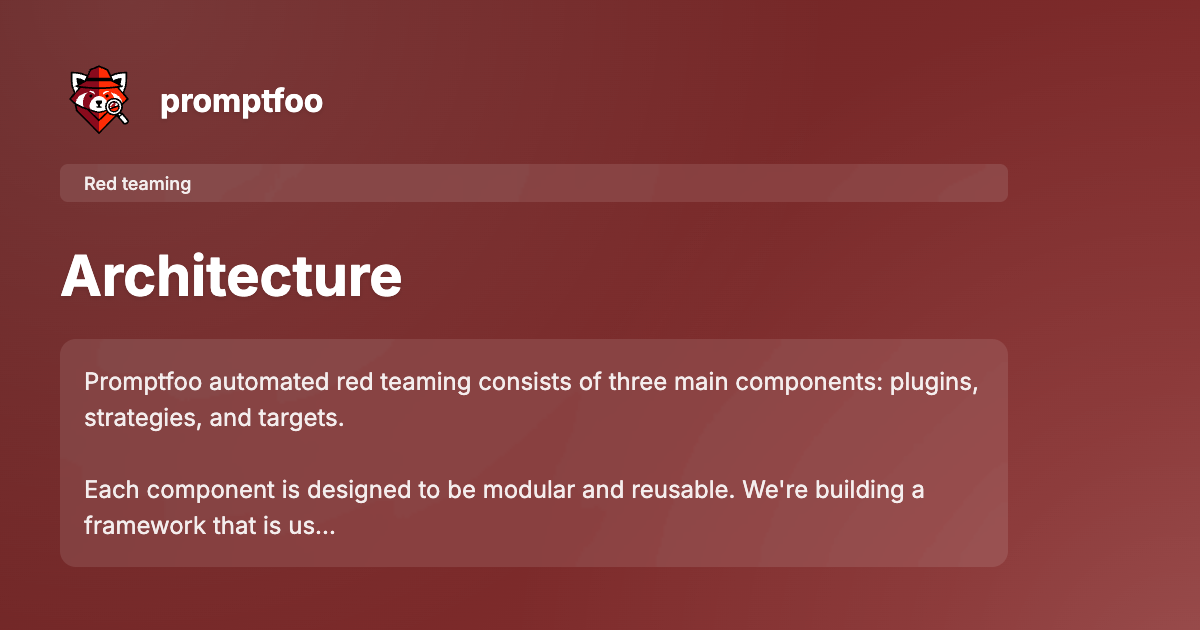 promptfoo
Red teaming
Architecture
Promptfoo automated red teaming consists of three main components: plugins,
strategies, and targets.
Each component is designed to be modular and reusable. We're building a
framework that is us...